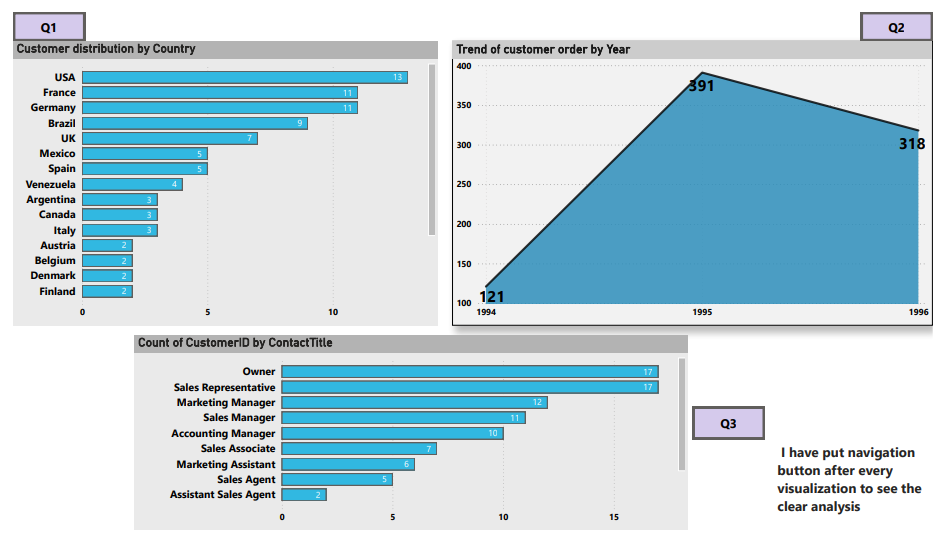 Q1
Q2
Customer distribution by Country
USA 13
France 11
Germany 11
Brazil 9
UK 7
Mexico 5
Spain 5
Venezuela 4
Argentina 3
Canada 3
Italy 3
Austria 2
Belgium 2
Denmark 2
Finland 2
0 5 10
Trend of customer order by Year
400
350
300
250
200
150
100
391
318
121
1994 1995 1996
Count of CustomerID by ContactTitle
Owner 17
Sales Representative 17
Marketing Manager 12
Sales Manager 11
Accounting Manager 10
Sales Associate 7
Marketing Assistant 6
Sales Agent 5
Assistant Sales Agent 2
0 5 10 15
Q3
I have put navigation
button after every
visualization to see the
clear analysis